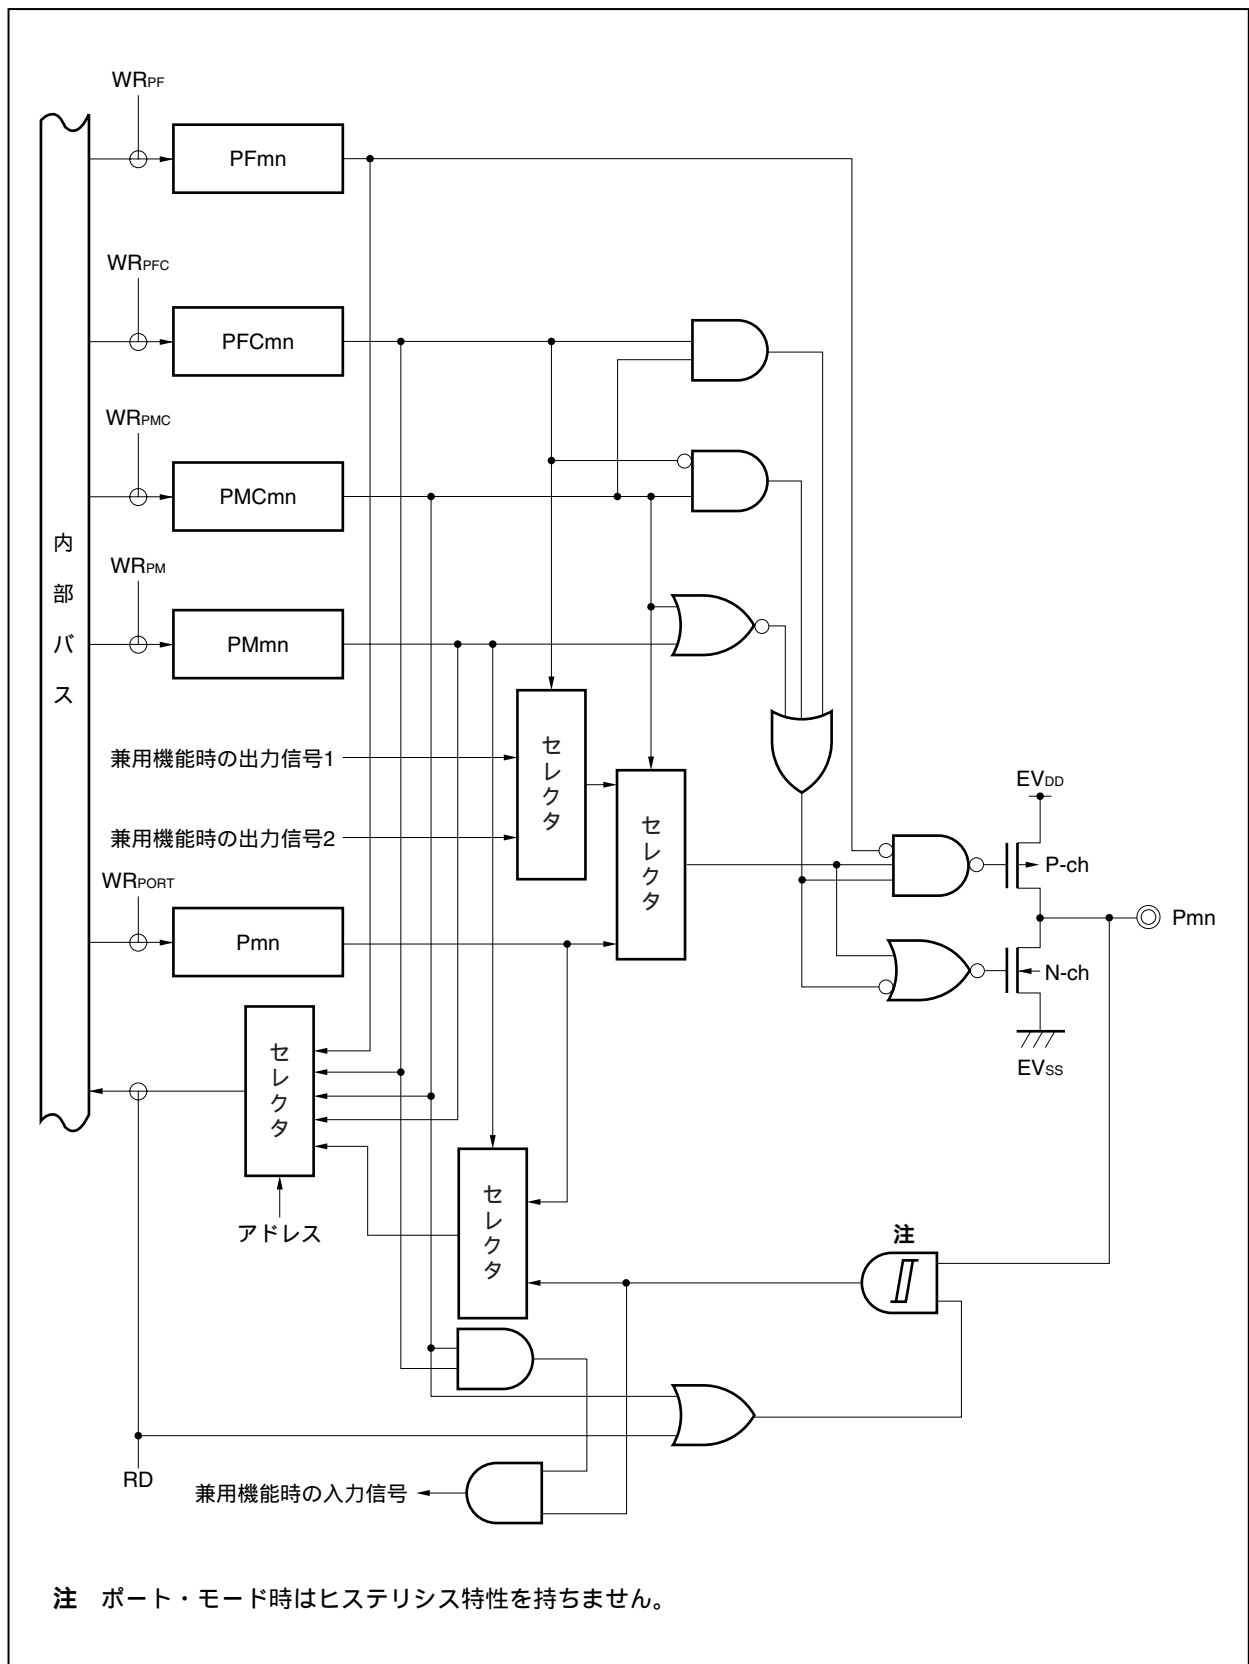 WRPF
PFmn
WRPFC
PFCmn
WRPMC
PMCmn
内部バス
WRPM
PMmn
兼用機能時の出力信号1
セレクタ
兼用機能時の出力信号2
セレクタ
EVDD
P-ch
WRPORT
Pmn
Pmn
N-ch
EVSS
セレクタ
アドレス
セレクタ
注
RD
兼用機能時の入力信号
注 ポート・モード時はヒステリシス特性を持ちません。